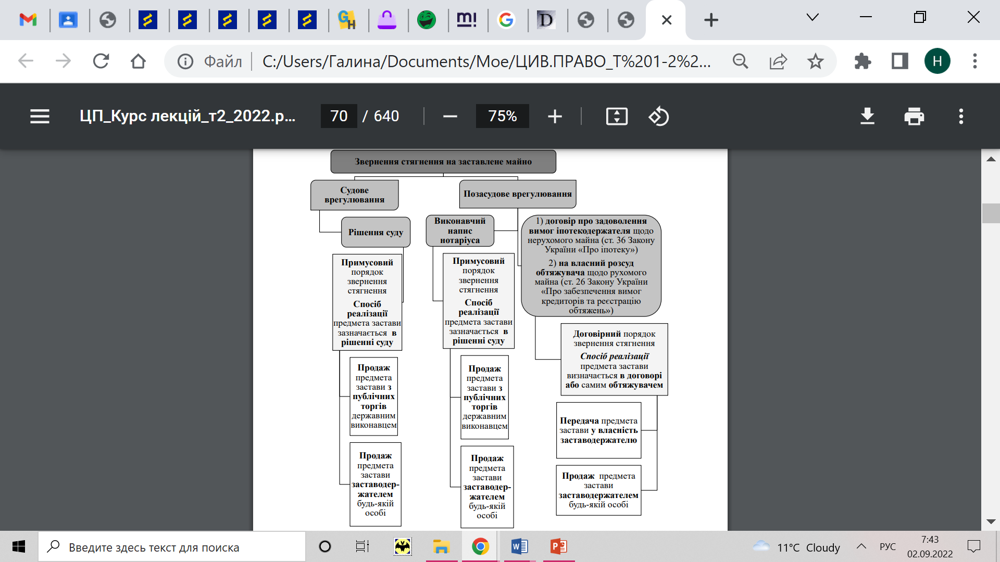 Файл
C:/Users/Галина/Documents/Мое/ЦИВ.ПРАВО_Т%201-2%2...
H
ЦП_Курс лекцій_т2_2022.p...
70 / 640
75%
Звернення стягнення на заставлене майно
Судове
врегулювання
Позасудове врегулювання
Рішення суду
Примусовий
порядок
звернення
стягнення
Спосіб
реалізації
предмета застави
зазначається в
рішенні суду
Продаж
предмета
застави з
публічних
торгів
державним
виконавцем
Продаж
предмета
застави
заставодер-
жателем
будь-якій
особі
Виконавчий
напис
нотаріуса
Примусовий
порядок
звернення
стягнення
Спосіб
реалізації
предмета застави
зазначається в
рішенні суду
Продаж
предмета
застави з
публічних
торгів
державним
виконавцем
Продаж
предмета
застави
заставодер-
жателем
будь-якій
особі
1) договір про задоволення
вимог іпотекодержателя щодо
нерухомого майна (ст. 36 Закону
України «Про іпотеку»)
2) на власний розсуд
обтяжувача щодо рухомого
майна (ст. 26 Закону України
«Про забезпечення вимог
кредиторів та реєстрацію
обтяжень»)
Договірний порядок
звернення стягнення
Спосіб реалізації
предмета застави
визначається в договорі
або самим обтяжувачем
Передача предмета
застави у власність
заставодержателю
Продаж предмета
застави
заставодержателем
будь-якій особі
Введите здесь текст для поиска
11°C Cloudy
РУС
7:43
02.09.2022